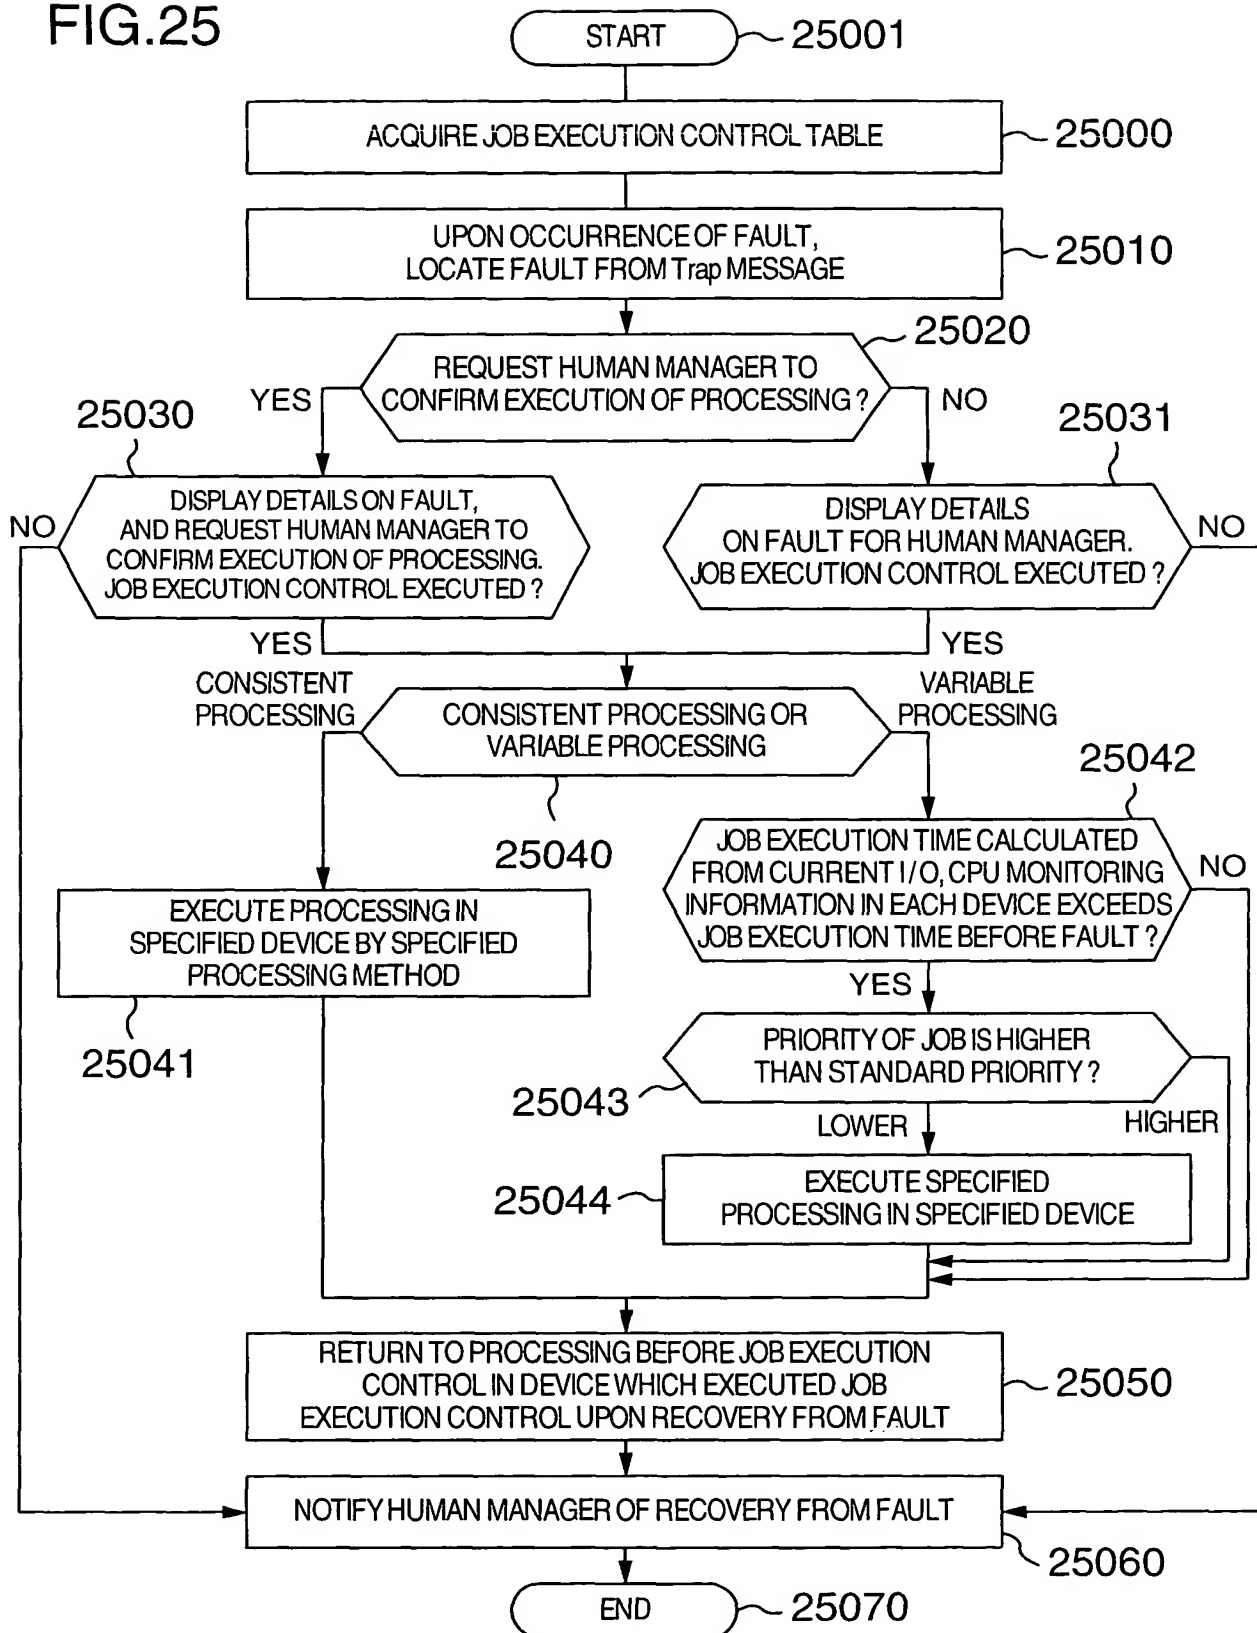 FIG.25
START
25001
ACQUIRE JOB EXECUTION CONTROL TABLE
25000
UPON OCCURRENCE OF FAULT,
LOCATE FAULT FROM Trap MESSAGE
25010
25020
REQUEST HUMAN MANAGER TO
CONFIRM EXECUTION OF PROCESSING ?
YES
NO
25030
25031
DISPLAY DETAILS ON FAULT,
AND REQUEST HUMAN MANAGER TO
CONFIRM EXECUTION OF PROCESSING.
JOB EXECUTION CONTROL EXECUTED ?
NO
DISPLAY DETAILS
ON FAULT FOR HUMAN MANAGER.
JOB EXECUTION CONTROL EXECUTED ?
NO
YES
YES
CONSISTENT
PROCESSING
CONSISTENT PROCESSING OR
VARIABLE PROCESSING
VARIABLE
PROCESSING
25040
25042
JOB EXECUTION TIME CALCULATED
FROM CURRENT I/O, CPU MONITORING
INFORMATION IN EACH DEVICE EXCEEDS
JOB EXECUTION TIME BEFORE FAULT ?
NO
EXECUTE PROCESSING IN
SPECIFIED DEVICE BY SPECIFIED
PROCESSING METHOD
25041
YES
PRIORITY OF JOB IS HIGHER
THAN STANDARD PRIORITY ?
25043
LOWER
HIGHER
25044
EXECUTE SPECIFIED
PROCESSING IN SPECIFIED DEVICE
RETURN TO PROCESSING BEFORE JOB EXECUTION
CONTROL IN DEVICE WHICH EXECUTED JOB
EXECUTION CONTROL UPON RECOVERY FROM FAULT
25050
NOTIFY HUMAN MANAGER OF RECOVERY FROM FAULT
25060
END
25070